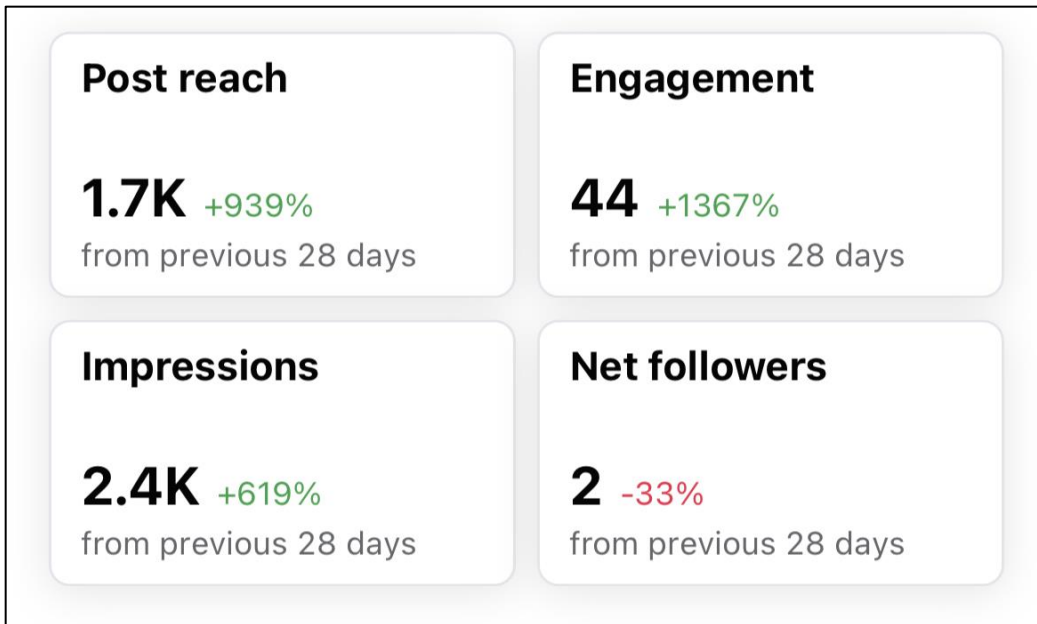 Post reach
1.7K +939%
from previous 28 days
Engagement
44 +1367%
from previous 28 days
Impressions
2.4K +619%
from previous 28 days
Net followers
2 -33%
from previous 28 days